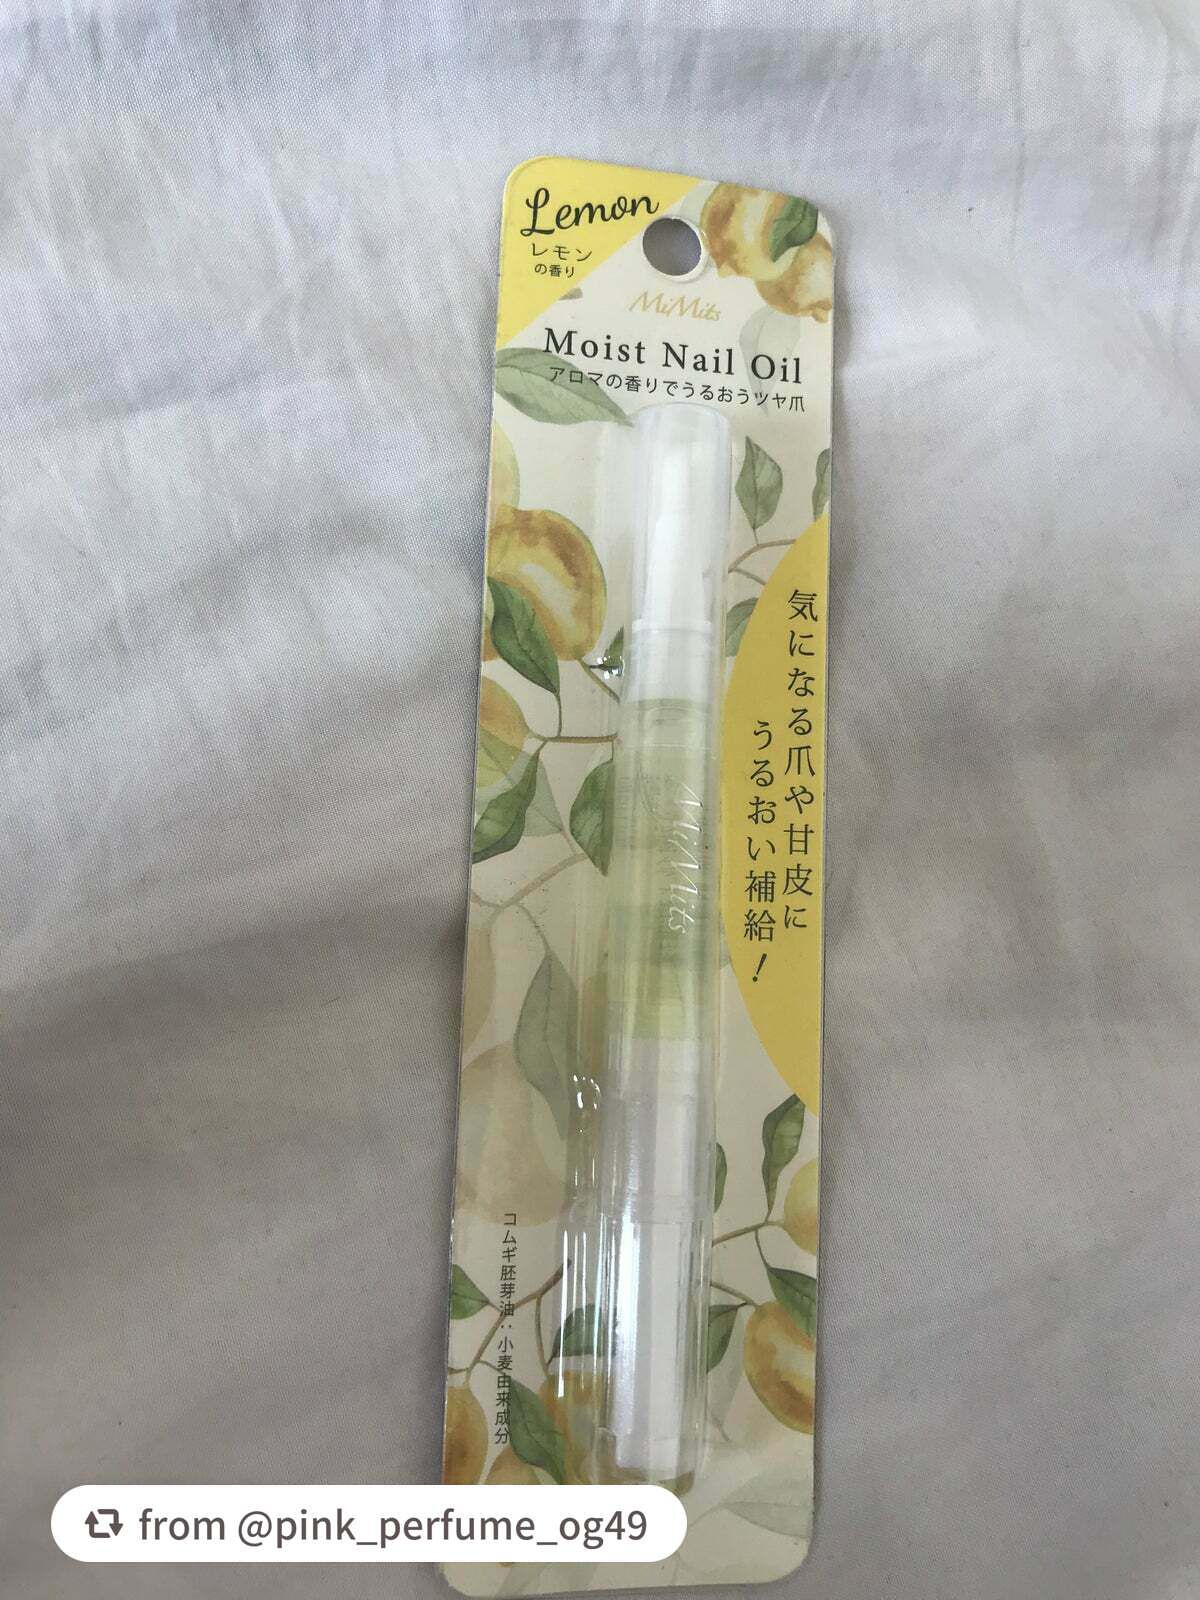 Lemon
レモン
の香り
MiMits
Moist Nail Oil
アロマの香りでうるおうツヤ爪
気になる爪や甘皮に
うるおい補給!
MiMits
コムギ胚芽油:小麦由来成分
from @pink_perfume_og49